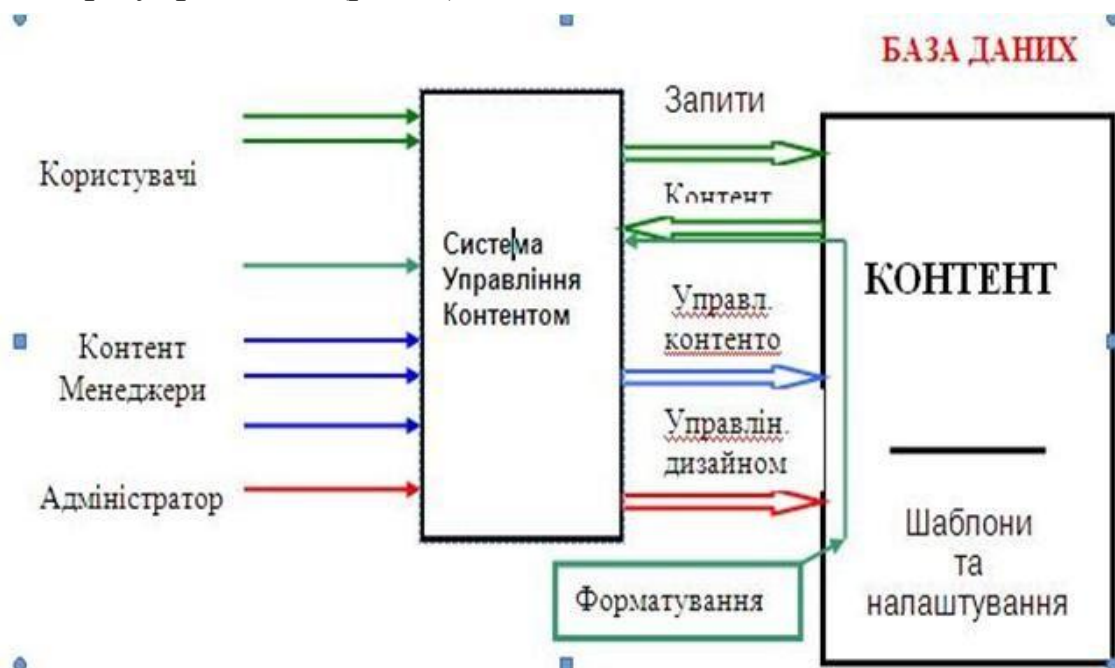 БАЗА ДАНИХ
Запити
Користувачі
Контент
Система
Управління
Контентом
КОНТЕНТ
Управл.
контенто
Контент
Менеджери
Управлін.
дизайном
Адміністратор
Шаблони
та
напаштування
Форматування